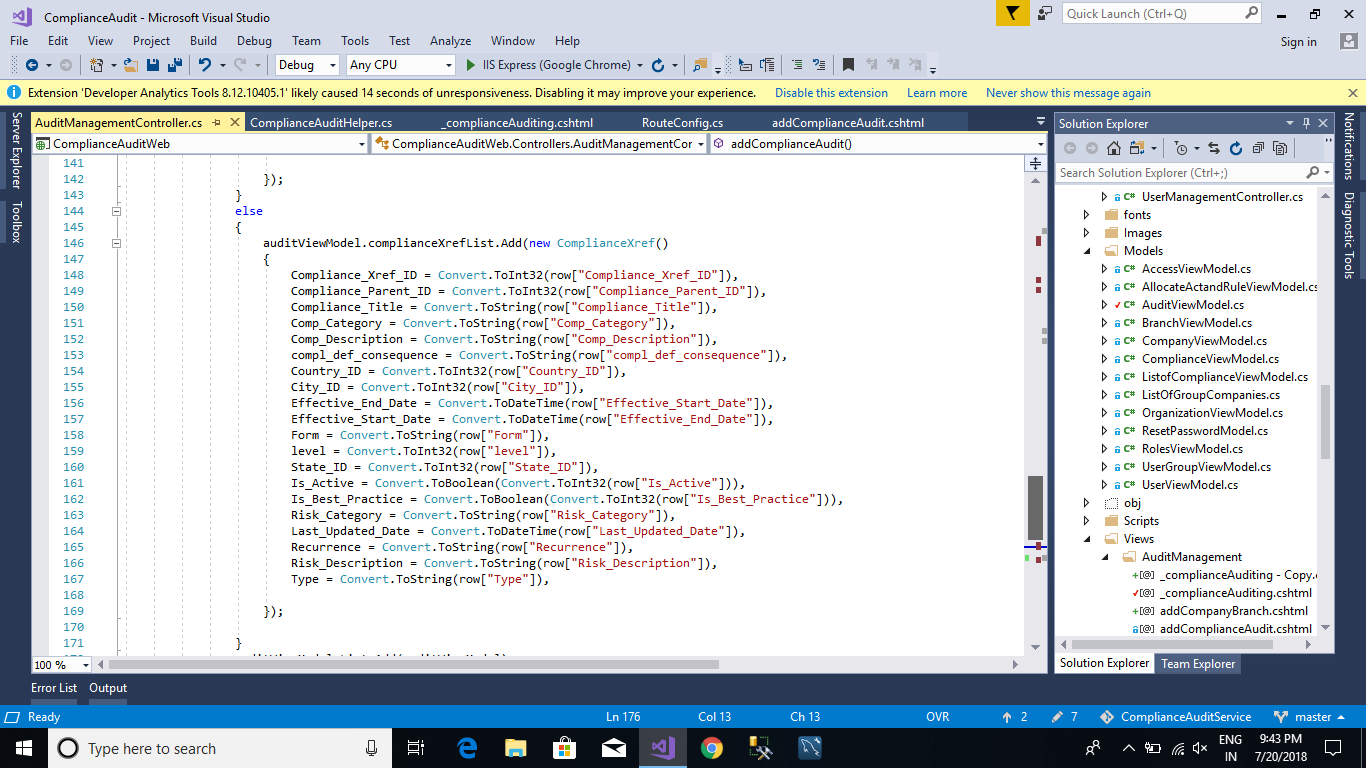 ComplianceAudit - Microsoft Visual Studio
Quick Launch (Ctrl+Q)
File Edit View Project Build Debug Team Tools Test Analyze Window Help
Sign in
Debug Any CPU IIS Express (Google Chrome)
Extension 'Developer Analytics Tools 8.12.10405.1' likely caused 14 seconds of unresponsiveness. Disabling it may improve your experience. Disable this extension Learn more Never show this message again
Server Explorer
Toolbox
AuditManagementController.cs ComplianceAuditHelper.cs _complianceAuditing.cshtml RouteConfig.cs addComplianceAudit.cshtml
ComplianceAuditWeb ComplianceAuditWeb.Controllers.AuditManagementCor addComplianceAudit()
141
142 });
143 }
144 else
145 {
146 auditViewModel.complianceXrefList.Add(new ComplianceXref()
147 {
148 Compliance_Xref_ID = Convert.ToInt32(row["Compliance_Xref_ID"]),
149 Compliance_Parent_ID = Convert.ToInt32(row["Compliance_Parent_ID"]),
150 Compliance_Title = Convert.ToString(row["Compliance_Title"]),
151 Comp_Category = Convert.ToString(row["Comp_Category"]),
152 Comp_Description = Convert.ToString(row["Comp_Description"]),
153 compl_def_consequence = Convert.ToString(row["compl_def_consequence"]),
154 Country_ID = Convert.ToInt32(row["Country_ID"]),
155 City_ID = Convert.ToInt32(row["City_ID"]),
156 Effective_End_Date = Convert.ToDateTime(row["Effective_Start_Date"]),
157 Effective_Start_Date = Convert.ToDateTime(row["Effective_End_Date"]),
158 Form = Convert.ToString(row["Form"]),
159 level = Convert.ToInt32(row["level"]),
160 State_ID = Convert.ToInt32(row["State_ID"]),
161 Is_Active = Convert.ToBoolean(Convert.ToInt32(row["Is_Active"])),
162 Is_Best_Practice = Convert.ToBoolean(Convert.ToInt32(row["Is_Best_Practice"])),
163 Risk_Category = Convert.ToString(row["Risk_Category"]),
164 Last_Updated_Date = Convert.ToDateTime(row["Last_Updated_Date"]),
165 Recurrence = Convert.ToString(row["Recurrence"]),
166 Risk_Description = Convert.ToString(row["Risk_Description"]),
167 Type = Convert.ToString(row["Type"]),
168
169 });
170
171 }
100 %
Solution Explorer
Search Solution Explorer (Ctrl+;)
C# UserManagementController.cs
fonts
Images
Models
C# AccessViewModel.cs
C# AllocateActandRuleViewModel.cs
C# AuditViewModel.cs
C# BranchViewModel.cs
C# CompanyViewModel.cs
C# ComplianceViewModel.cs
C# ListofComplianceViewModel.cs
C# ListOfGroupCompanies.cs
C# OrganizationViewModel.cs
C# ResetPasswordModel.cs
C# RolesViewModel.cs
C# UserGroupViewModel.cs
C# UserViewModel.cs
obj
Scripts
Views
AuditManagement
+[@] _complianceAuditing - Copy.
[@] _complianceAuditing.cshtml
+[@] addCompanyBranch.cshtml
[@] addComplianceAudit.cshtml
Solution Explorer Team Explorer
Notifications
Diagnostic Tools
Error List Output
Ready Ln 176 Col 13 Ch 13 OVR 2 7 ComplianceAuditService master
Type here to search
ENG
IN
9:43 PM
7/20/2018